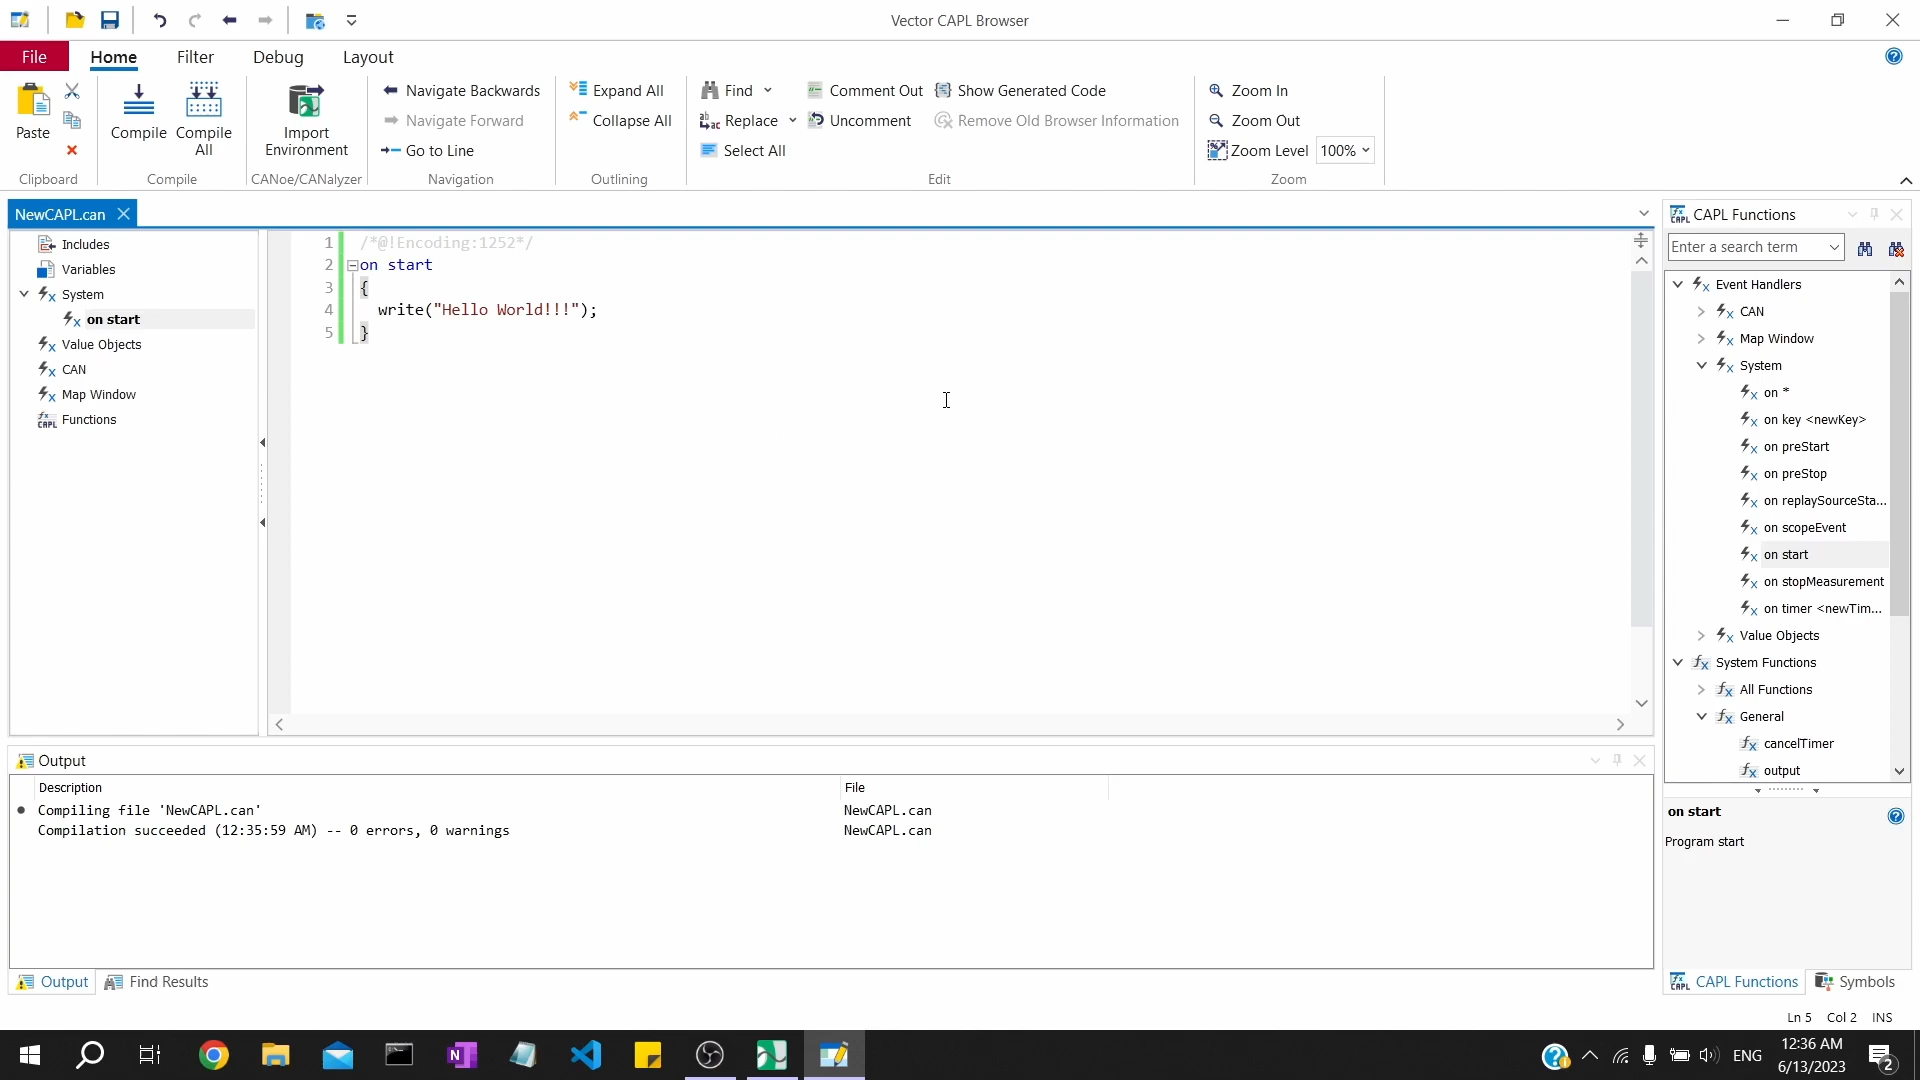 Vector CAPL Browser
File
Home
Filter
Debug
Layout
Paste
Compile
Compile All
Import Environment
Navigate Backwards
Navigate Forward
Go to Line
Expand All
Collapse All
Find
Replace
Select All
Comment Out
Uncomment
Show Generated Code
Remove Old Browser Information
Zoom In
Zoom Out
Zoom Level
100%
Clipboard
Compile
CANoe/CANalyzer
Navigation
Outlining
Edit
Zoom
NewCAPL.can
Includes
Variables
System
on start
Value Objects
CAN
Map Window
Functions
1 /*@!Encoding:1252*/
2 on start
3 {
4 write("Hello World!!!");
5 }
CAPL Functions
Enter a search term
Event Handlers
CAN
Map Window
System
on *
on key <newKey>
on preStart
on preStop
on replaySourceSta...
on scopeEvent
on start
on stopMeasurement
on timer <newTim...
Value Objects
System Functions
All Functions
General
cancelTimer
output
on start
Program start
CAPL Functions
Symbols
Output
Description
File
Compiling file 'NewCAPL.can' NewCAPL.can
Compilation succeeded (12:35:59 AM) -- 0 errors, 0 warnings NewCAPL.can
Output
Find Results
Ln 5 Col 2 INS
ENG
12:36 AM
6/13/2023
2